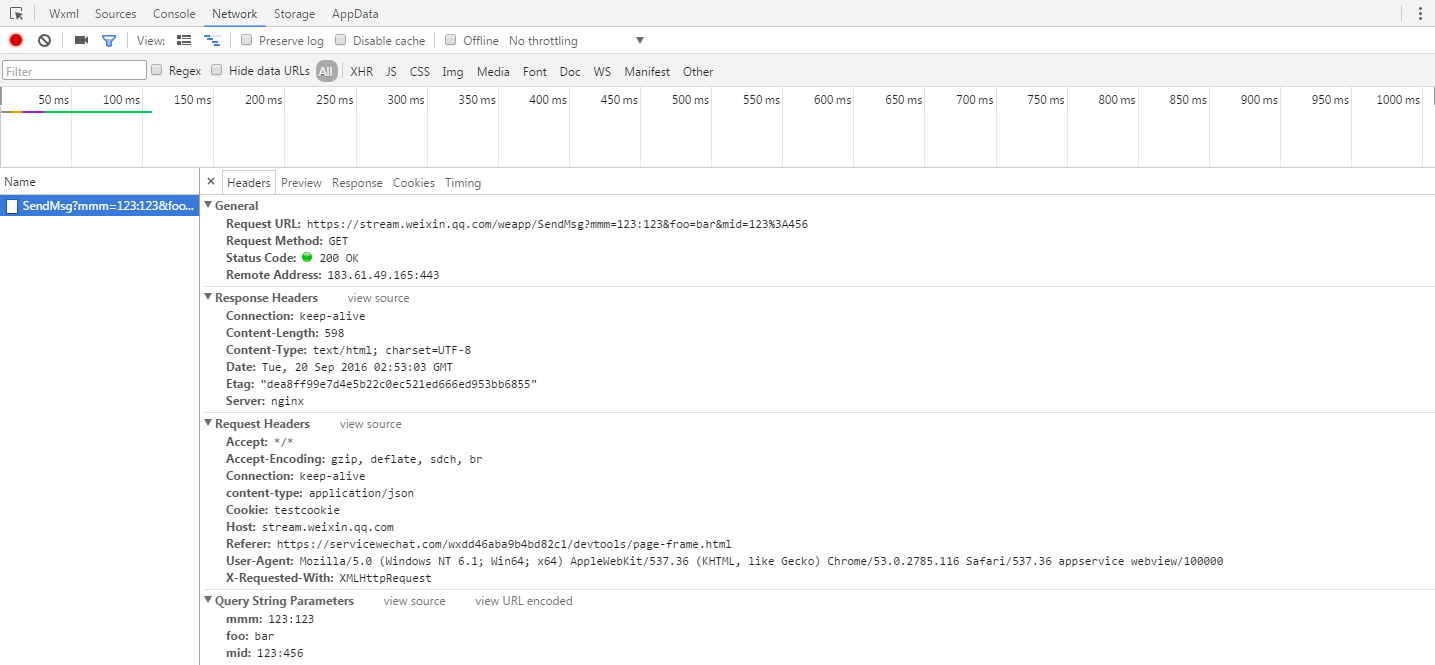 Wxml Sources Console Network Storage AppData
View: Preserve log Disable cache Offline No throttling
Filter Regex Hide data URLs All XHR JS CSS Img Media Font Doc WS Manifest Other
50 ms 100 ms 150 ms 200 ms 250 ms 300 ms 350 ms 400 ms 450 ms 500 ms 550 ms 600 ms 650 ms 700 ms 750 ms 800 ms 850 ms 900 ms 950 ms 1000 ms
Name × Headers Preview Response Cookies Timing
SendMsg?mmm=123:123&foo...
General
Request URL: https://stream.weixin.qq.com/weapp/SendMsg?mmm=123:123&foo=bar&mid=123%3A456
Request Method: GET
Status Code: 200 OK
Remote Address: 183.61.49.165:443
Response Headers view source
Connection: keep-alive
Content-Length: 598
Content-Type: text/html; charset=UTF-8
Date: Tue, 20 Sep 2016 02:53:03 GMT
Etag: "dea8ff99e7d4e5b22c0ec521ed666ed953bb6855"
Server: nginx
Request Headers view source
Accept: */*
Accept-Encoding: gzip, deflate, sdch, br
Connection: keep-alive
content-type: application/json
Cookie: testcookie
Host: stream.weixin.qq.com
Referer: https://servicewechat.com/wxdd46aba9b4bd82c1/devtools/page-frame.html
User-Agent: Mozilla/5.0 (Windows NT 6.1; Win64; x64) AppleWebKit/537.36 (KHTML, like Gecko) Chrome/53.0.2785.116 Safari/537.36 appservice webview/100000
X-Requested-With: XMLHttpRequest
Query String Parameters view source view URL encoded
mmm: 123:123
foo: bar
mid: 123:456